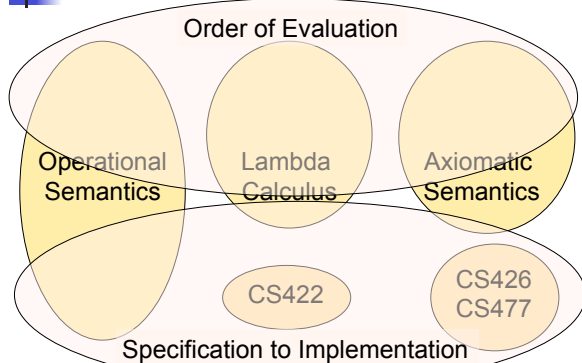 Order of Evaluation
Operational
Semantics
Lambda
Calculus
Axiomatic
Semantics
CS422
CS426
CS477
Specification to Implementation